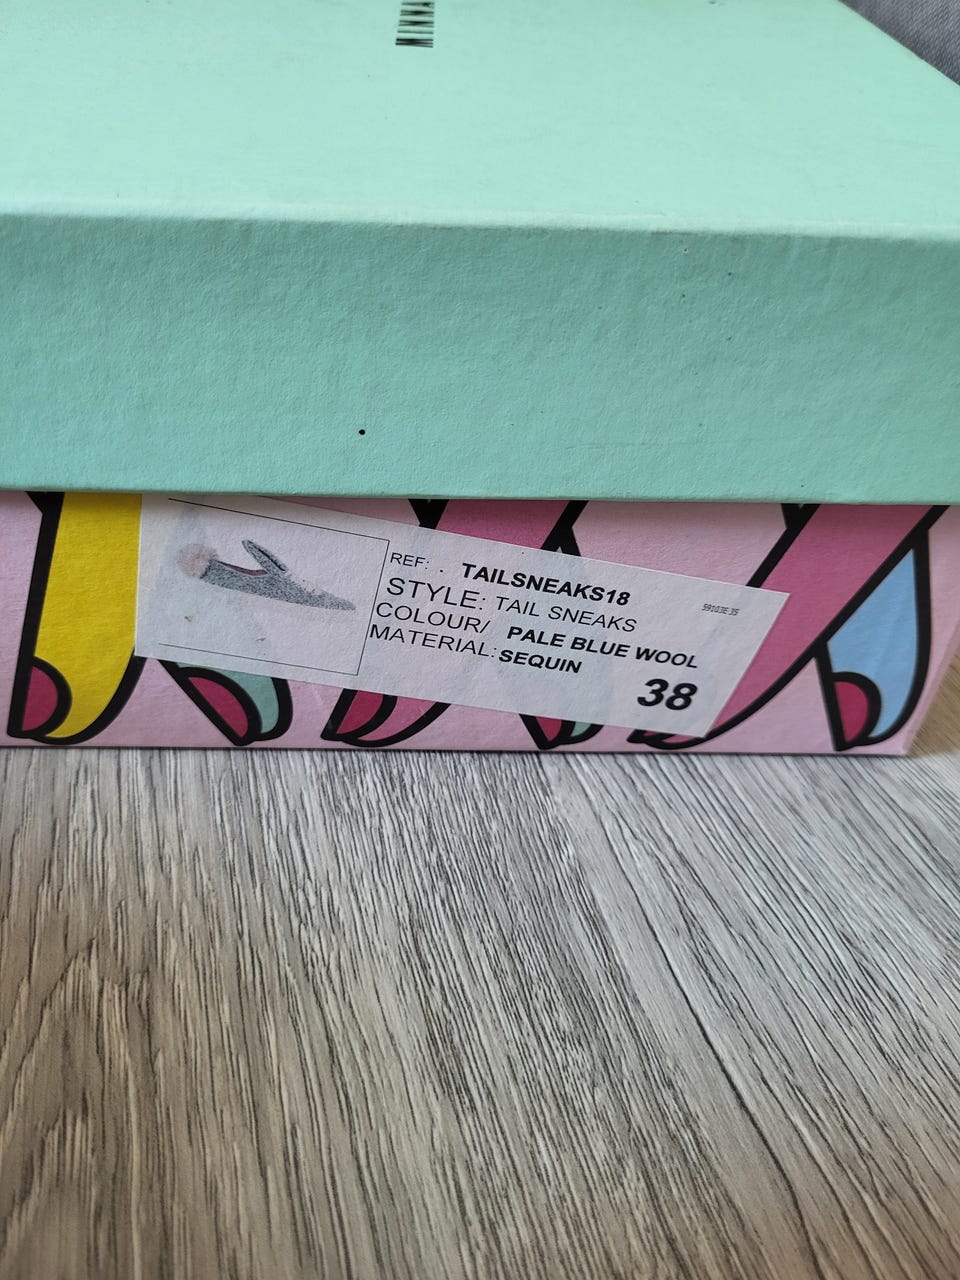 REF: . TAILSNEAKS18
STYLE: TAIL SNEAKS
COLOUR/ PALE BLUE WOOL
MATERIAL: SEQUIN
38